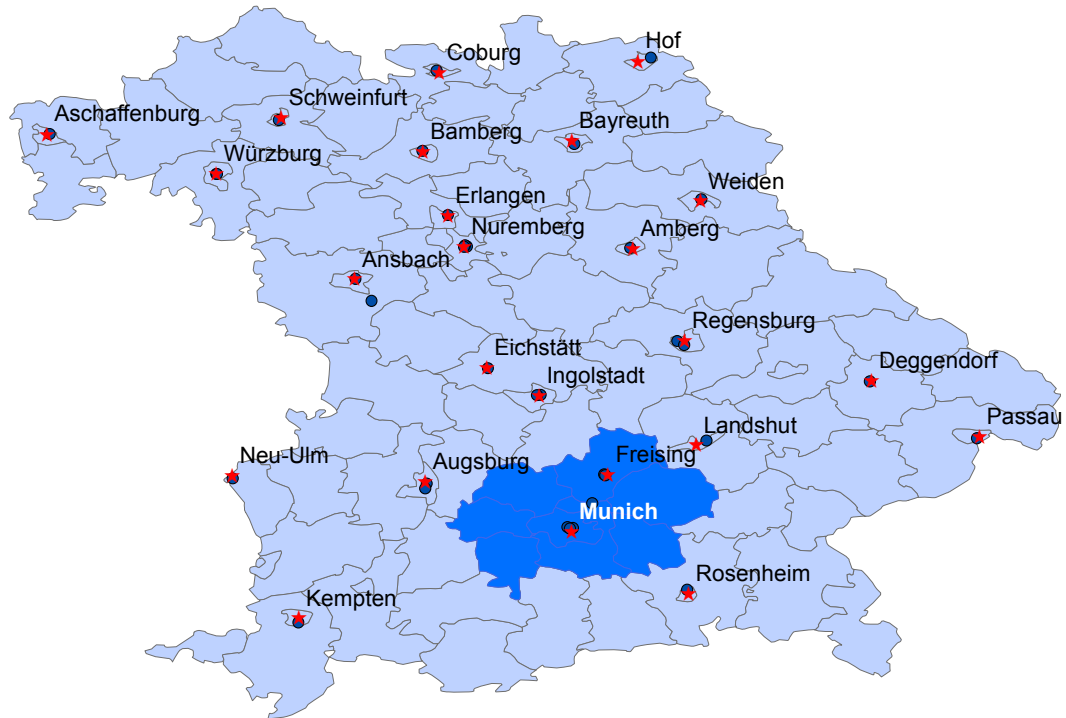 Hof
Coburg
Schweinfurt
Aschaffenburg
Bamberg
Bayreuth
Würzburg
Weiden
Erlangen
Nuremberg
Amberg
Ansbach
Regensburg
Eichstätt
Deggendorf
Ingolstadt
Passau
Landshut
Neu-Ulm
Augsburg
Freising
Munich
Rosenheim
Kempten